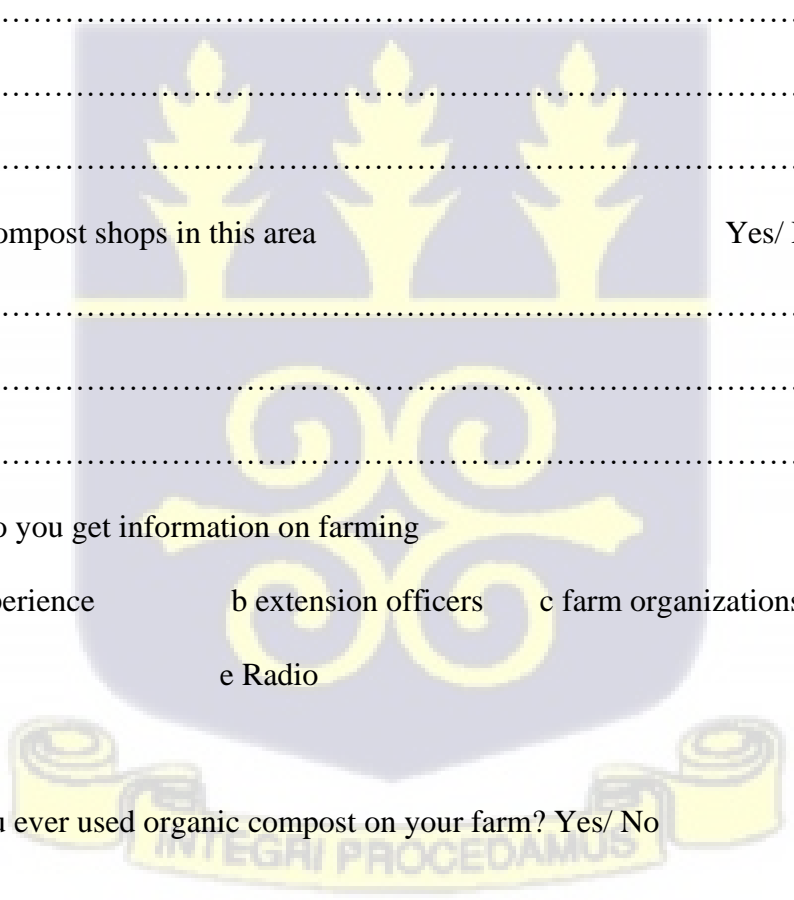 ……………………………………………………………………………
……………………………………………………………………………
……………………………………………………………………………
ompost shops in this area Yes/
……………………………………………………………………………
……………………………………………………………………………
……………………………………………………………………………
o you get information on farming
perience b extension officers c farm organizations
e Radio
u ever used organic compost on your farm? Yes/ No
INTEGRI PROCEDAMUS